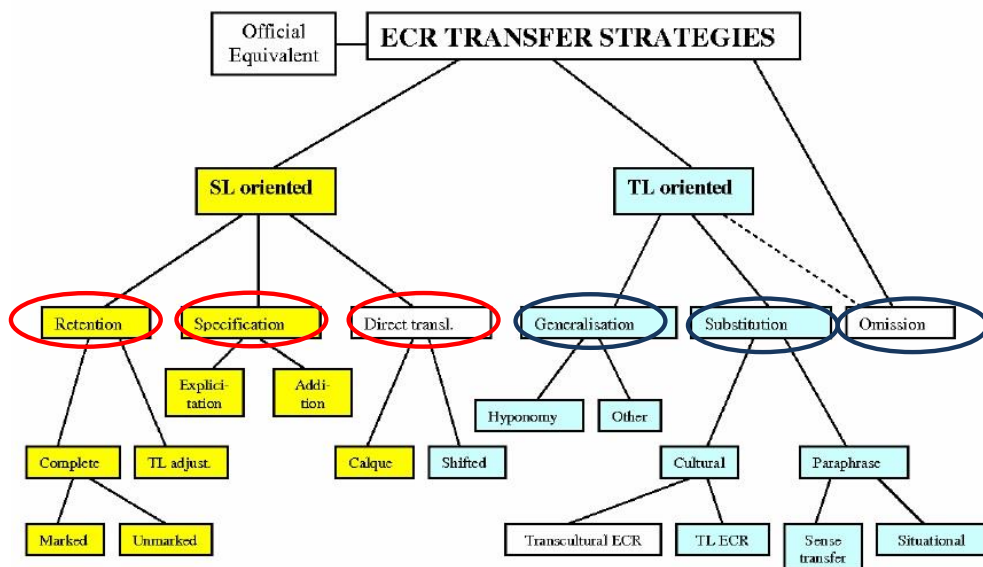 Official
Equivalent
ECR TRANSFER STRATEGIES
SL oriented
TL oriented
Retention
Specification
Direct transl.
Generalisation
Substitution
Omission
Explici-
tation
Addi-
tion
Hyponomy
Other
Complete
TL adjust.
Calque
Shifted
Cultural
Paraphrase
Marked
Unmarked
Transcultural ECR
TL ECR
Sense
transfer
Situational